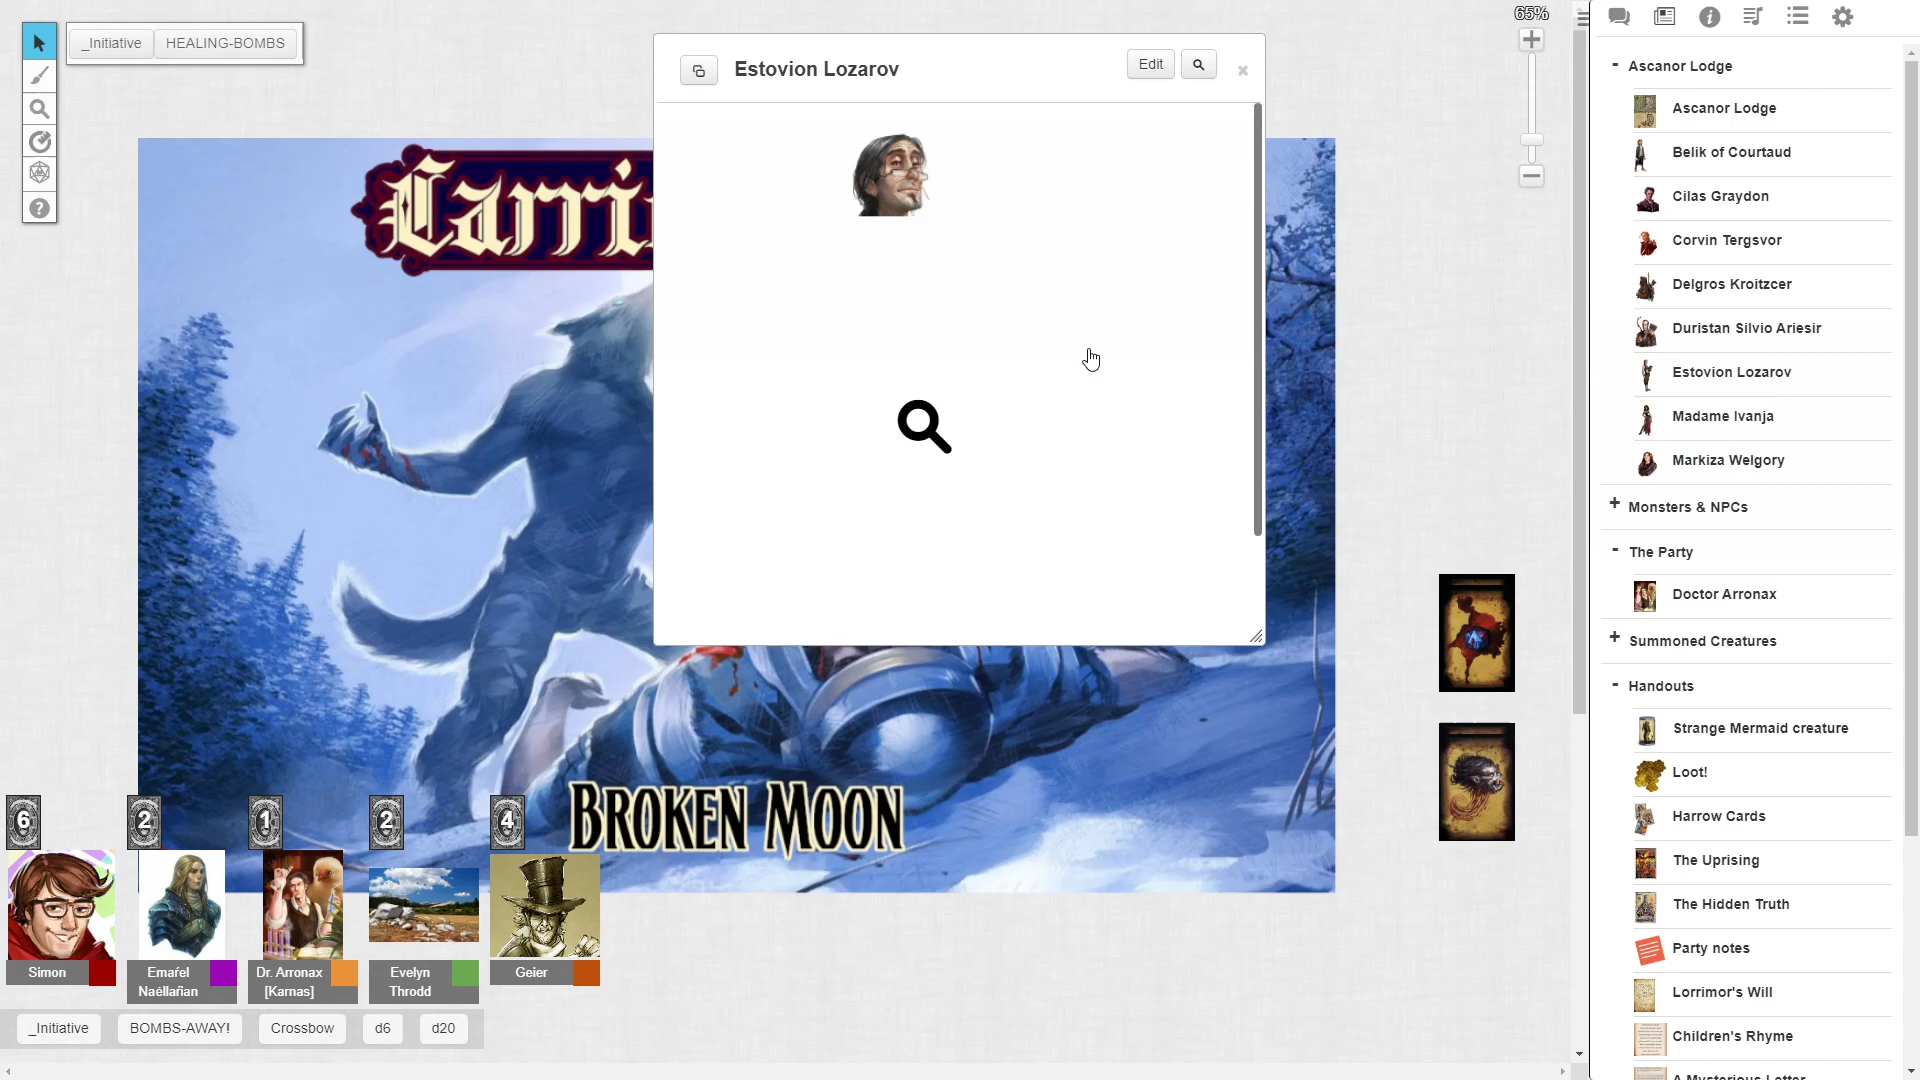 _Initiative
HEALING-BOMBS
65%
Estovion Lozarov
Edit
Carri
BROKEN MOON
6
2
1
2
4
Simon
Emaŕel
Naéllañan
Dr. Arronax
[Karnas]
Evelyn
Throdd
Geier
_Initiative
BOMBS-AWAY!
Crossbow
d6
d20
- Ascanor Lodge
Ascanor Lodge
Belik of Courtaud
Cilas Graydon
Corvin Tergsvor
Delgros Kroitzcer
Duristan Silvio Ariesir
Estovion Lozarov
Madame Ivanja
Markiza Welgory
+ Monsters & NPCs
- The Party
Doctor Arronax
+ Summoned Creatures
- Handouts
Strange Mermaid creature
Loot!
Harrow Cards
The Uprising
The Hidden Truth
Party notes
Lorrimor's Will
Children's Rhyme
A Mysterious Letter